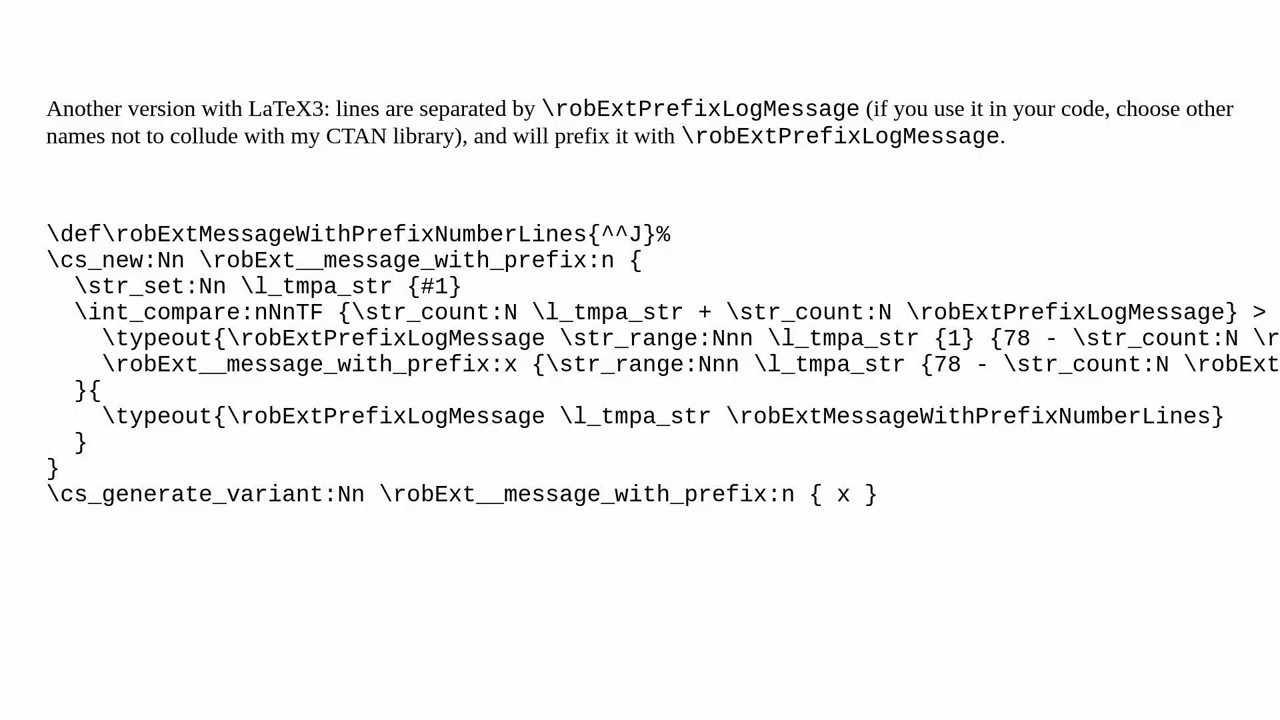 Another version with LaTeX3: lines are separated by \robExtPrefixLogMessage (if you use it in your code, choose other
names not to collude with my CTAN library), and will prefix it with \robExtPrefixLogMessage.
\def\robExtMessageWithPrefixNumberLines{^^J}%
\cs_new:Nn \robExt__message_with_prefix:n {
  \str_set:Nn \l_tmpa_str {#1}
  \int_compare:nNnTF {\str_count:N \l_tmpa_str + \str_count:N \robExtPrefixLogMessage} >
    \typeout{\robExtPrefixLogMessage \str_range:Nnn \l_tmpa_str {1} {78 - \str_count:N \r
    \robExt__message_with_prefix:x {\str_range:Nnn \l_tmpa_str {78 - \str_count:N \robExt
  }{
    \typeout{\robExtPrefixLogMessage \l_tmpa_str \robExtMessageWithPrefixNumberLines}
  }
}
\cs_generate_variant:Nn \robExt__message_with_prefix:n { x }